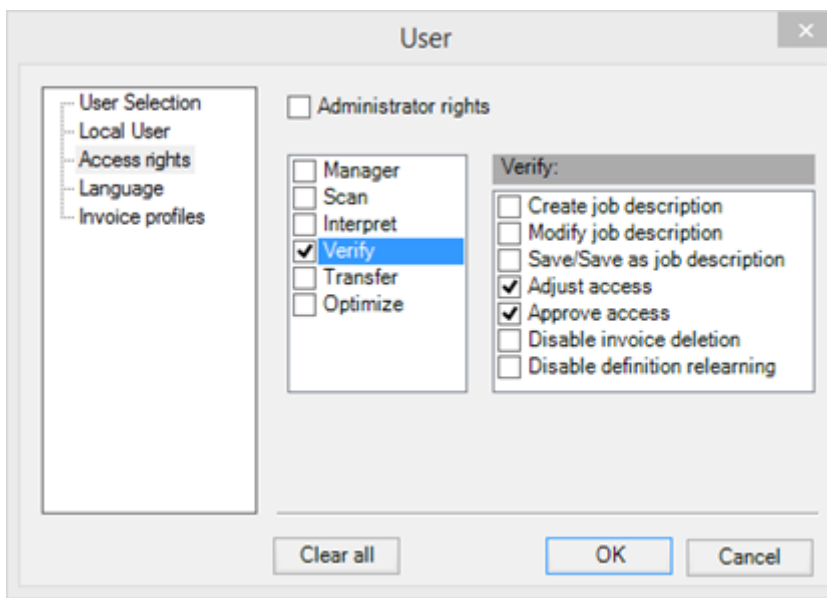 User
User Selection
Local User
Access rights
Language
Invoice profiles
Administrator rights
Manager
Scan
Interpret
Verify
Transfer
Optimize
Verify:
Create job description
Modify job description
Save/Save as job description
Adjust access
Approve access
Disable invoice deletion
Disable definition relearning
Clear all
OK
Cancel